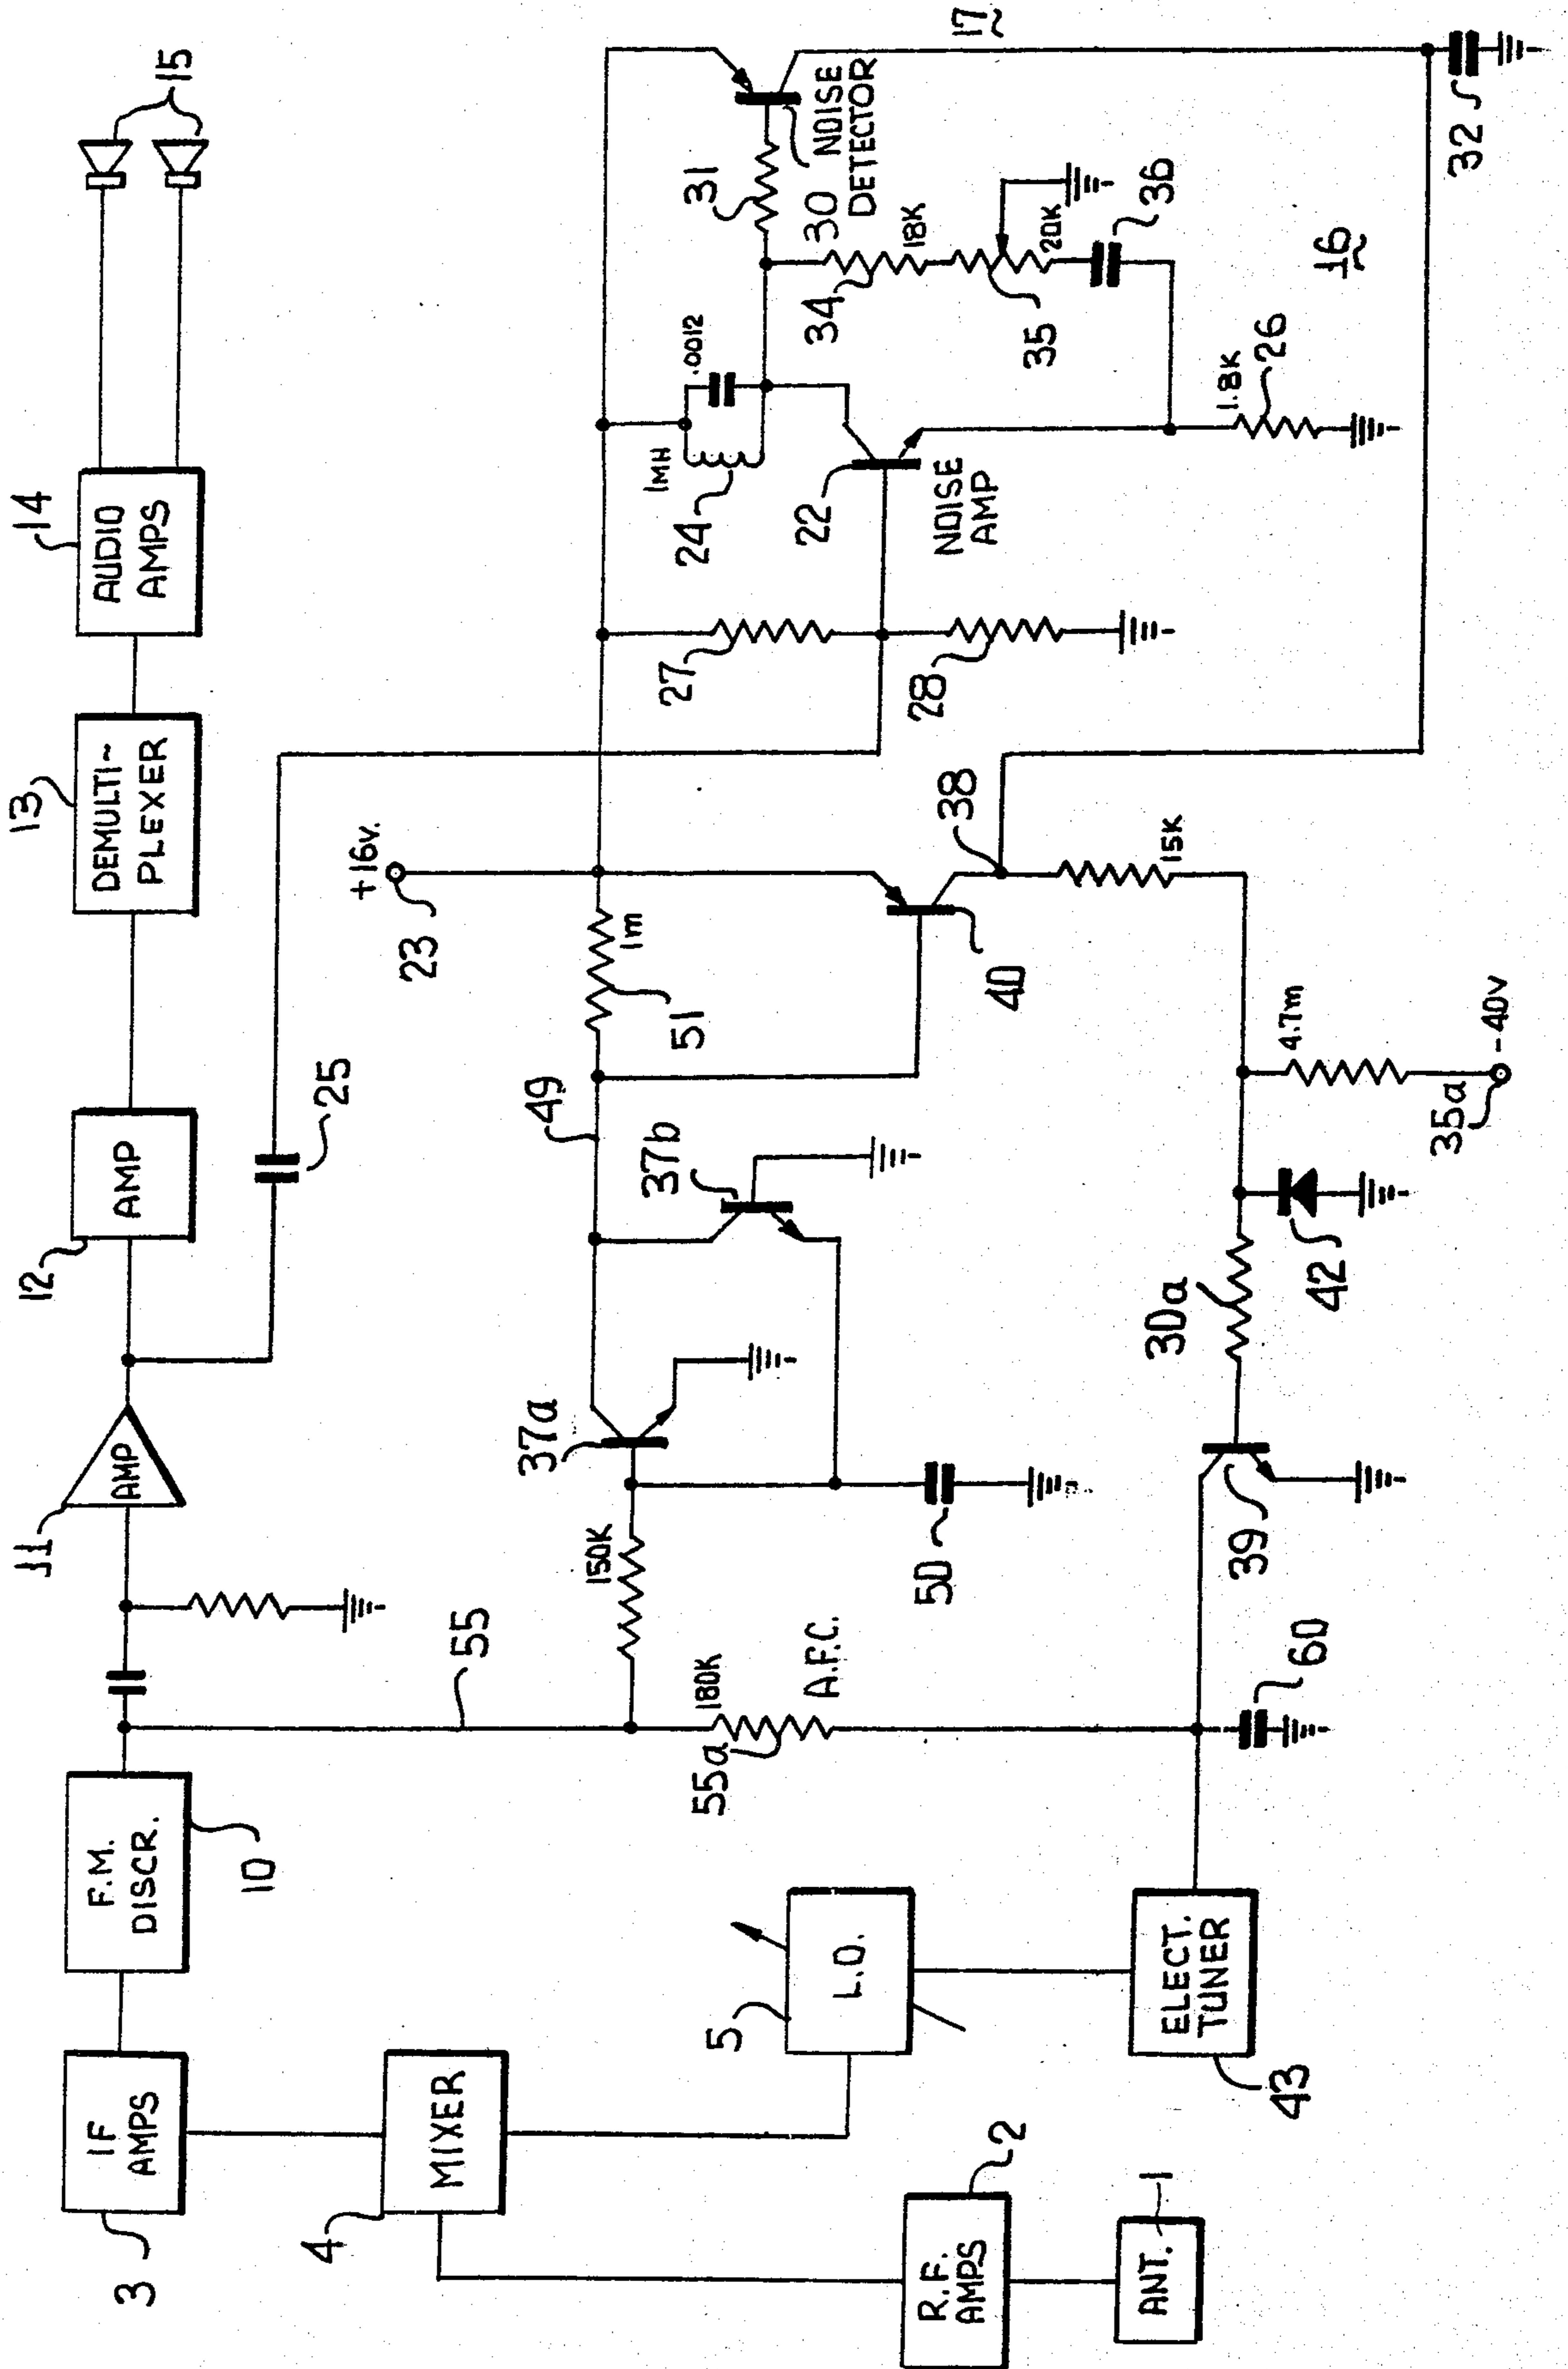 15
14
AUDIO
AMPS
13
DEMULTI~
PLEXER
12
AMP
11
AMP
F.M.
DISCR.
10
IF
AMPS
3
MIXER
4
L.O.
5
ELECT.
TUNER
43
R.F.
AMPS
2
ANT.
1
25
55
180K
55a
A.F.C.
150K
60
50
37a
37b
49
+16v.
23
1m
51
40
38
15K
4.7m
-40V
35a
42
30a
39
27
28
1MH
24
.0012
22
NOISE
AMP
31
30
NOISE
DETECTOR
18K
34
20K
35
36
1.8K
26
16
17
32